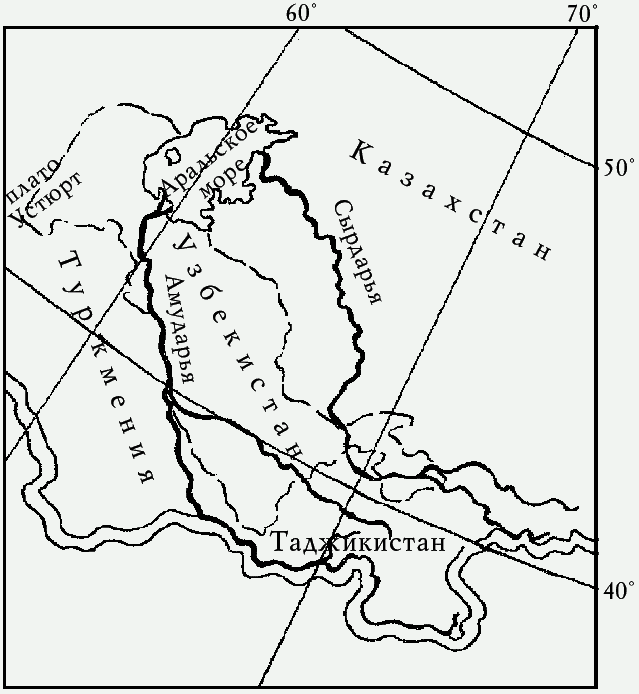 60°
70°
Аральское
море
плато
Устюрт
Казахстан
50°
Сырдарья
Узбекистан
Туркмения
Амударья
Таджикистан
40°